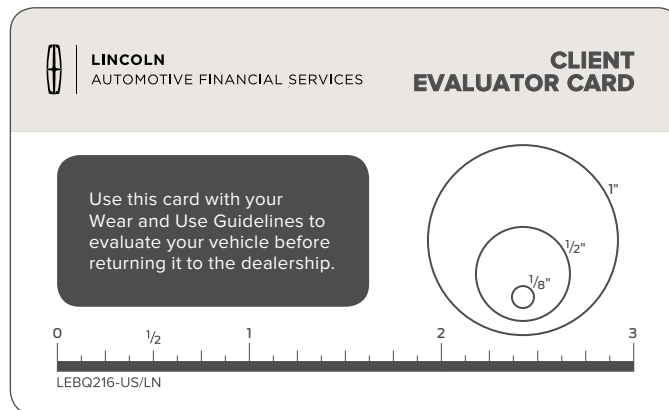 LINCOLN
AUTOMOTIVE FINANCIAL SERVICES
CLIENT
EVALUATOR CARD
Use this card with your
Wear and Use Guidelines to
evaluate your vehicle before
returning it to the dealership.
1"
1/2"
1/8"
0 1/2 1 2 3
LEBQ216-US/LN